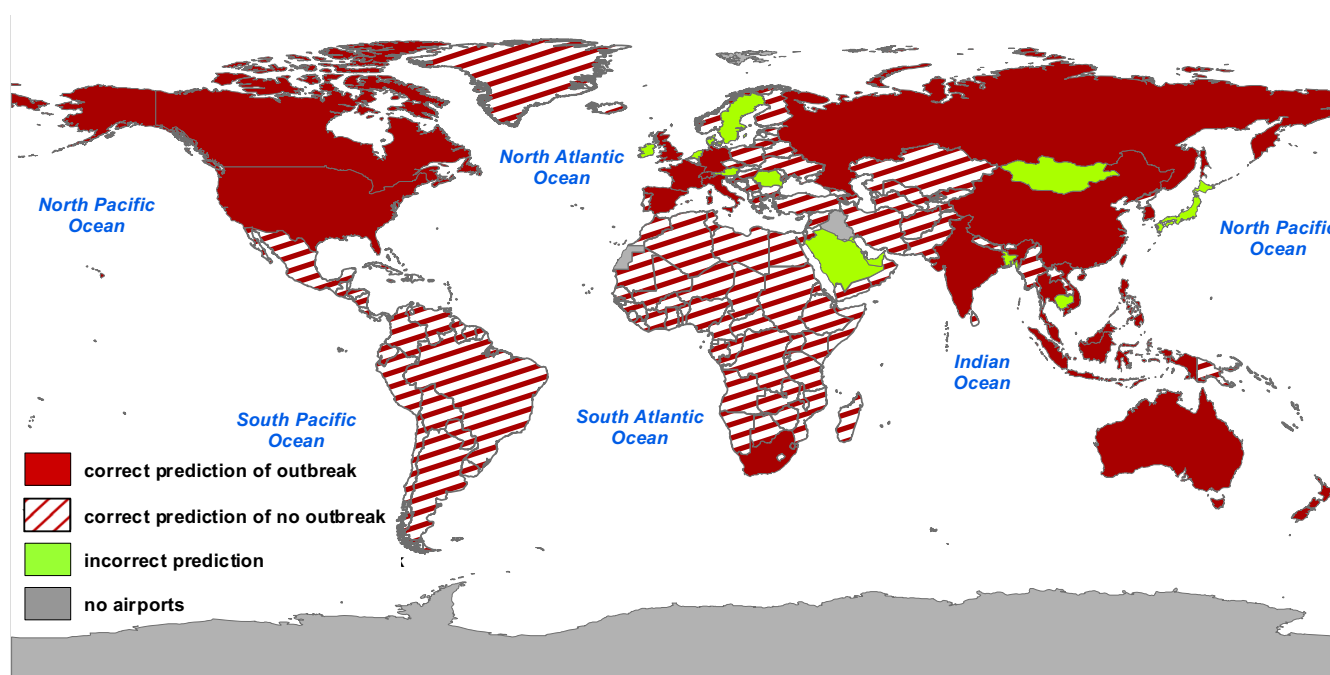 North Atlantic
Ocean
North Pacific
Ocean
North Pacific
Ocean
Indian
Ocean
South Pacific
Ocean
South Atlantic
Ocean
correct prediction of outbreak
correct prediction of no outbreak
incorrect prediction
no airports